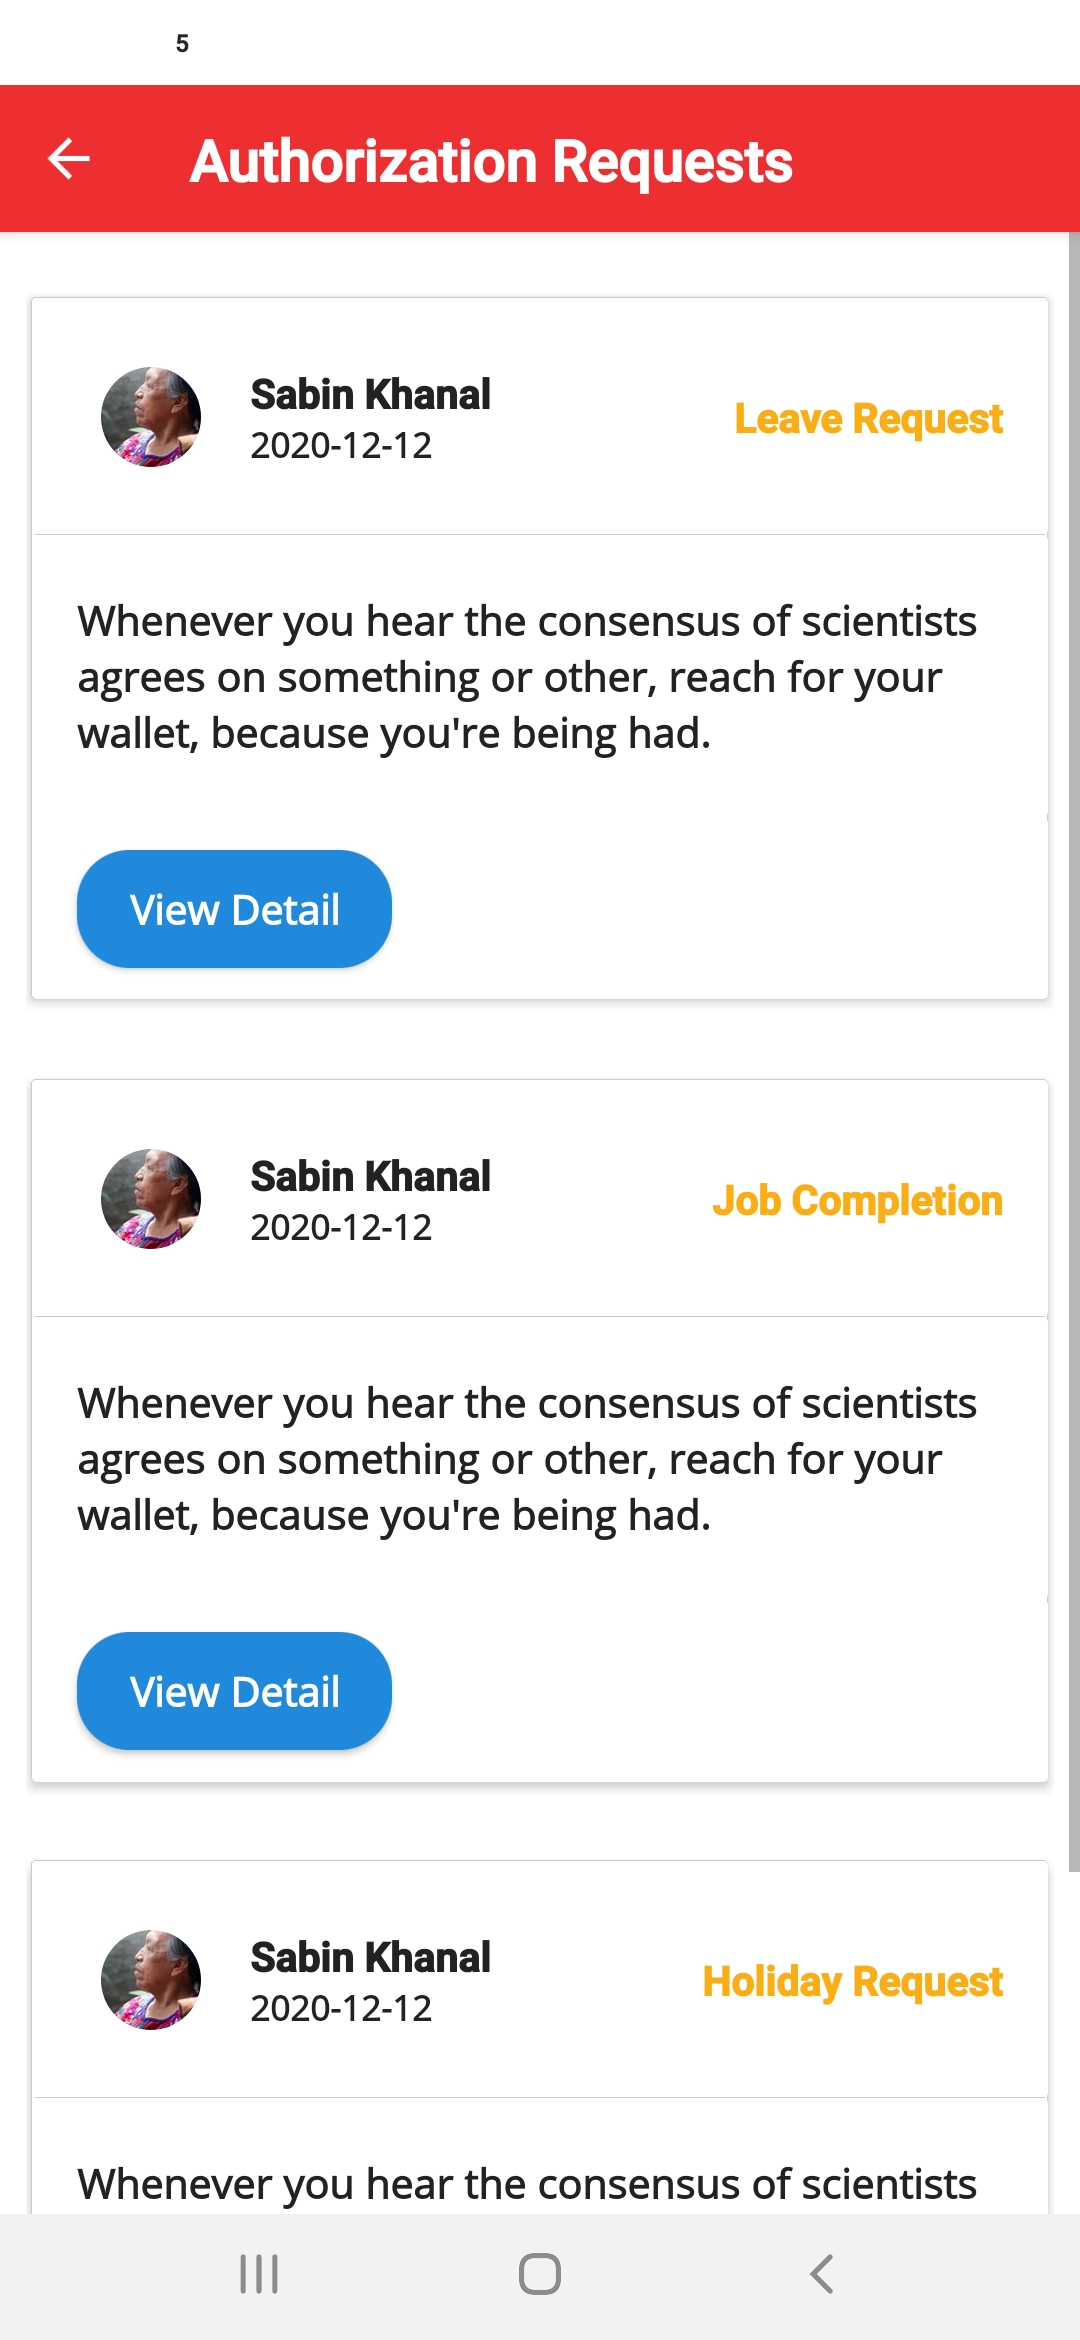 5
Authorization Requests
Sabin Khanal
2020-12-12
Leave Request
Whenever you hear the consensus of scientists
agrees on something or other, reach for your
wallet, because you're being had.
View Detail
Sabin Khanal
2020-12-12
Job Completion
Whenever you hear the consensus of scientists
agrees on something or other, reach for your
wallet, because you're being had.
View Detail
Sabin Khanal
2020-12-12
Holiday Request
Whenever you hear the consensus of scientists